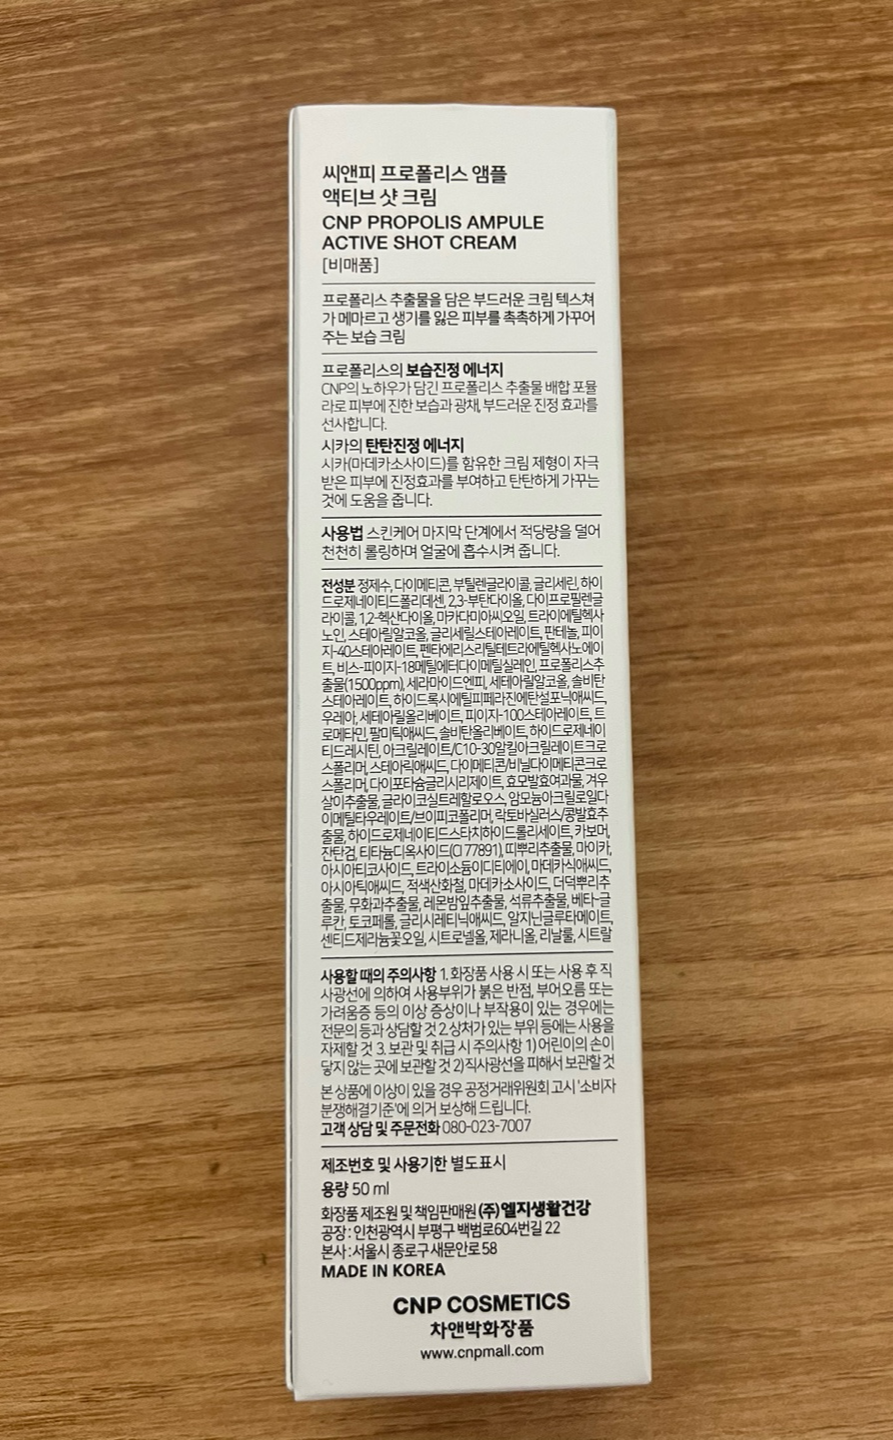 씨앤피 프로폴리스 앰플
액티브 샷 크림
CNP PROPOLIS AMPULE
ACTIVE SHOT CREAM
[비매품]
프로폴리스 추출물을 담은 부드러운 크림 텍스쳐
가 메마르고 생기를 잃은 피부를 촉촉하게 가꾸어
주는 보습 크림
프로폴리스의 보습진정 에너지
CNP의 노하우가 담긴 프로폴리스 추출물 배합 포뮬
라로 피부에 진한 보습과 광채, 부드러운 진정 효과를
선사합니다.
시카의 탄탄진정 에너지
시카(마데카소사이드)를 함유한 크림 제형이 자극
받은 피부에 진정효과를 부여하고 탄탄하게 가꾸는
것에 도움을 줍니다.
사용법 스킨케어 마지막 단계에서 적당량을 덜어
천천히 롤링하며 얼굴에 흡수시켜 줍니다.
전성분 정제수, 다이메티콘, 부틸렌글라이콜, 글리세린, 하이
드로제네이티드폴리데센, 2,3-부탄다이올, 다이프로필렌글
라이콜, 1,2-헥산다이올, 마카다미아씨오일, 트라이에틸헥사
노인, 스테아릴알코올, 글리세릴스테아레이트, 판테놀, 피이
지-40스테아레이트, 펜타에리스리틸테트라에틸헥사노에이
트, 비스-피이지-18메틸에터다이메틸실레인, 프로폴리스추
출물(1500ppm), 세라마이드엔피, 세테아릴알코올, 솔비탄
스테아레이트, 하이드록시에틸피페라진에탄설포닉애씨드,
우레아, 세테아릴올리베이트, 피이지-100스테아레이트, 트
로메타민, 팔미틱애씨드, 솔비탄올리베이트, 하이드로제네이
티드레시틴, 아크릴레이트/C10-30알킬아크릴레이트크로
스폴리머, 스테아릭애씨드, 다이메티콘/비닐다이메티콘크로
스폴리머, 다이포타슘글리시리제이트, 효모발효여과물, 겨우
살이추출물, 글라이코실트레할로오스, 암모늄아크릴로일다
이메틸타우레이트/브이피코폴리머, 락토바실러스/콩발효추
출물, 하이드로제네이티드스타치하이드롤리세이트, 카보머,
잔탄검, 티타늄디옥사이드(CI 77891), 띠뿌리추출물, 마이카,
아시아티코사이드, 트라이소듐이디티에이, 마데카식애씨드,
아시아틱애씨드, 적색산화철, 마데카소사이드, 더덕뿌리추
출물, 무화과추출물, 레몬밤잎추출물, 석류추출물, 베타-글
루칸, 토코페롤, 글리시레티닉애씨드, 알지닌글루타메이트,
센티드제라늄꽃오일, 시트로넬올, 제라니올, 리날룰, 시트랄
사용할 때의 주의사항 1. 화장품 사용 시 또는 사용 후 직
사광선에 의하여 사용부위가 붉은 반점, 부어오름 또는
가려움증 등의 이상 증상이나 부작용이 있는 경우에는
전문의 등과 상담할 것 2.상처가 있는 부위 등에는 사용을
자제할 것 3. 보관 및 취급 시 주의사항 1) 어린이의 손이
닿지 않는 곳에 보관할 것 2)직사광선을 피해서 보관할 것
본 상품에 이상이 있을 경우 공정거래위원회 고시 '소비자
분쟁해결기준'에 의거 보상해 드립니다.
고객 상담 및 주문전화 080-023-7007
제조번호 및 사용기한 별도표시
용량 50 ml
화장품 제조원 및 책임판매원 (주)엘지생활건강
공장 : 인천광역시 부평구 백범로604번길 22
본사 : 서울시 종로구 새문안로 58
MADE IN KOREA
CNP COSMETICS
차앤박화장품
www.cnpmall.com